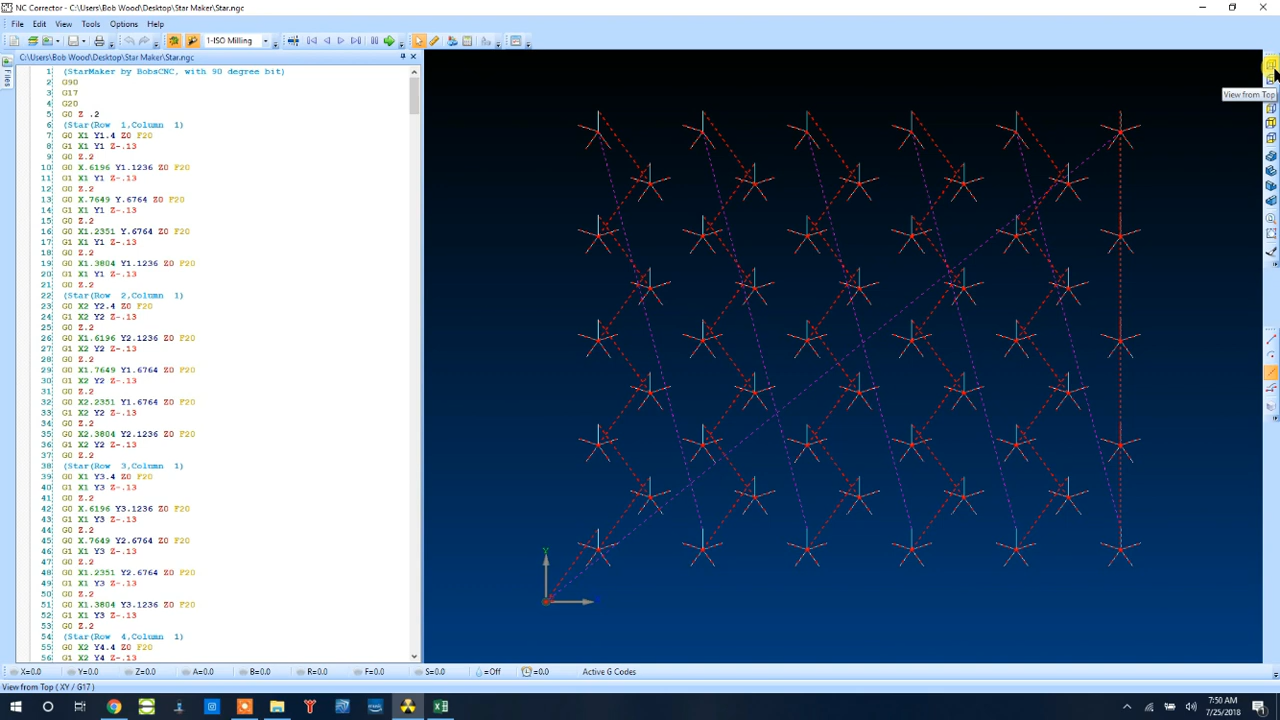 NC Corrector - C:\Users\Bob Wood\Desktop\Star Maker\Star.ngc
File Edit View Tools Options Help
1-ISO Milling
C:\Users\Bob Wood\Desktop\Star Maker\Star.ngc
Files
1 (StarMaker by BobsCNC, with 90 degree bit)
2 G90
3 G17
4 G20
5 G0 Z .2
6 (Star(Row 1,Column 1)
7 G0 X1 Y1.4 Z0 F20
8 G1 X1 Y1 Z-.13
9 G0 Z.2
10 G0 X.6196 Y1.1236 Z0 F20
11 G1 X1 Y1 Z-.13
12 G0 Z.2
13 G0 X.7649 Y.6764 Z0 F20
14 G1 X1 Y1 Z-.13
15 G0 Z.2
16 G0 X1.2351 Y.6764 Z0 F20
17 G1 X1 Y1 Z-.13
18 G0 Z.2
19 G0 X1.3804 Y1.1236 Z0 F20
20 G1 X1 Y1 Z-.13
21 G0 Z.2
22 (Star(Row 2,Column 1)
23 G0 X2 Y2.4 Z0 F20
24 G1 X2 Y2 Z-.13
25 G0 Z.2
26 G0 X1.6196 Y2.1236 Z0 F20
27 G1 X2 Y2 Z-.13
28 G0 Z.2
29 G0 X1.7649 Y1.6764 Z0 F20
30 G1 X2 Y2 Z-.13
31 G0 Z.2
32 G0 X2.2351 Y1.6764 Z0 F20
33 G1 X2 Y2 Z-.13
34 G0 Z.2
35 G0 X2.3804 Y2.1236 Z0 F20
36 G1 X2 Y2 Z-.13
37 G0 Z.2
38 (Star(Row 3,Column 1)
39 G0 X1 Y3.4 Z0 F20
40 G1 X1 Y3 Z-.13
41 G0 Z.2
42 G0 X.6196 Y3.1236 Z0 F20
43 G1 X1 Y3 Z-.13
44 G0 Z.2
45 G0 X.7649 Y2.6764 Z0 F20
46 G1 X1 Y3 Z-.13
47 G0 Z.2
48 G0 X1.2351 Y2.6764 Z0 F20
49 G1 X1 Y3 Z-.13
50 G0 Z.2
51 G0 X1.3804 Y3.1236 Z0 F20
52 G1 X1 Y3 Z-.13
53 G0 Z.2
54 (Star(Row 4,Column 1)
55 G0 X2 Y4.4 Z0 F20
56 G1 X2 Y4 Z-.13
View from Top
Y
X=0.0 Y=0.0 Z=0.0 A=0.0 B=0.0 R=0.0 F=0.0 S=0.0 =Off =0.0 Active G Codes
View from Top ( XY / G17 )
7:50 AM
7/25/2018